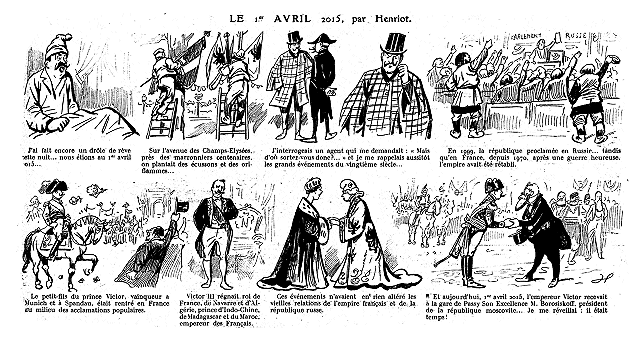 LE 1er AVRIL 2015, par Henriot.
PARLEMENT RUSSE
J'ai fait encore un drôle de rêve
cette nuit... nous étions au 1er avril
2015...
Sur l'avenue des Champs-Elysées,
près des marronniers centenaires,
on plantait des écussons et des ori-
flammes...
J'interrogeais un agent qui me demandait : « Mais
d'où sortez-vous donc?... » et je me rappelais aussitôt
les grands événements du vingtième siècle...
En 1999, la république proclamée en Russie... tandis
qu'en France, depuis 1970, après une guerre heureuse,
l'empire avait été rétabli.
Le petit-fils du prince Victor, vainqueur à
Munich et à Spandau, était rentré en France
au milieu des acclamations populaires.
Victor III régnait, roi de
France, de Navarre et d'Al-
gérie, prince d'Indo-Chine,
de Madagascar et du Maroc,
empereur des Français.
Ces événements n'avaient en rien altéré les
vieilles relations de l'empire français et de la
république russe.
Et aujourd'hui, 1er avril 2015, l'empereur Victor recevait
à la gare de Passy Son Excellence M. Borosiskoff, président
de la république moscovite... Je me réveillai : il était
temps!